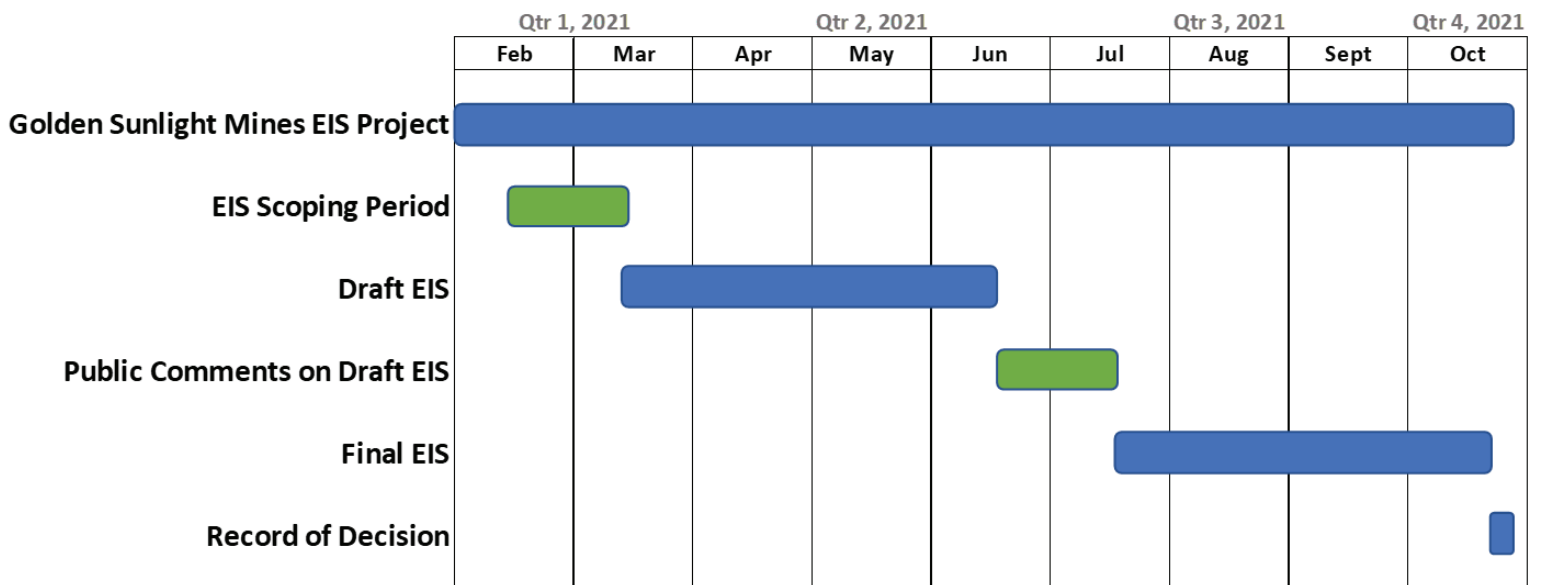 Qtr 1, 2021 Qtr 2, 2021 Qtr 3, 2021 Qtr 4, 2021
Feb Mar Apr May Jun Jul Aug Sept Oct
Golden Sunlight Mines EIS Project
EIS Scoping Period
Draft EIS
Public Comments on Draft EIS
Final EIS
Record of Decision